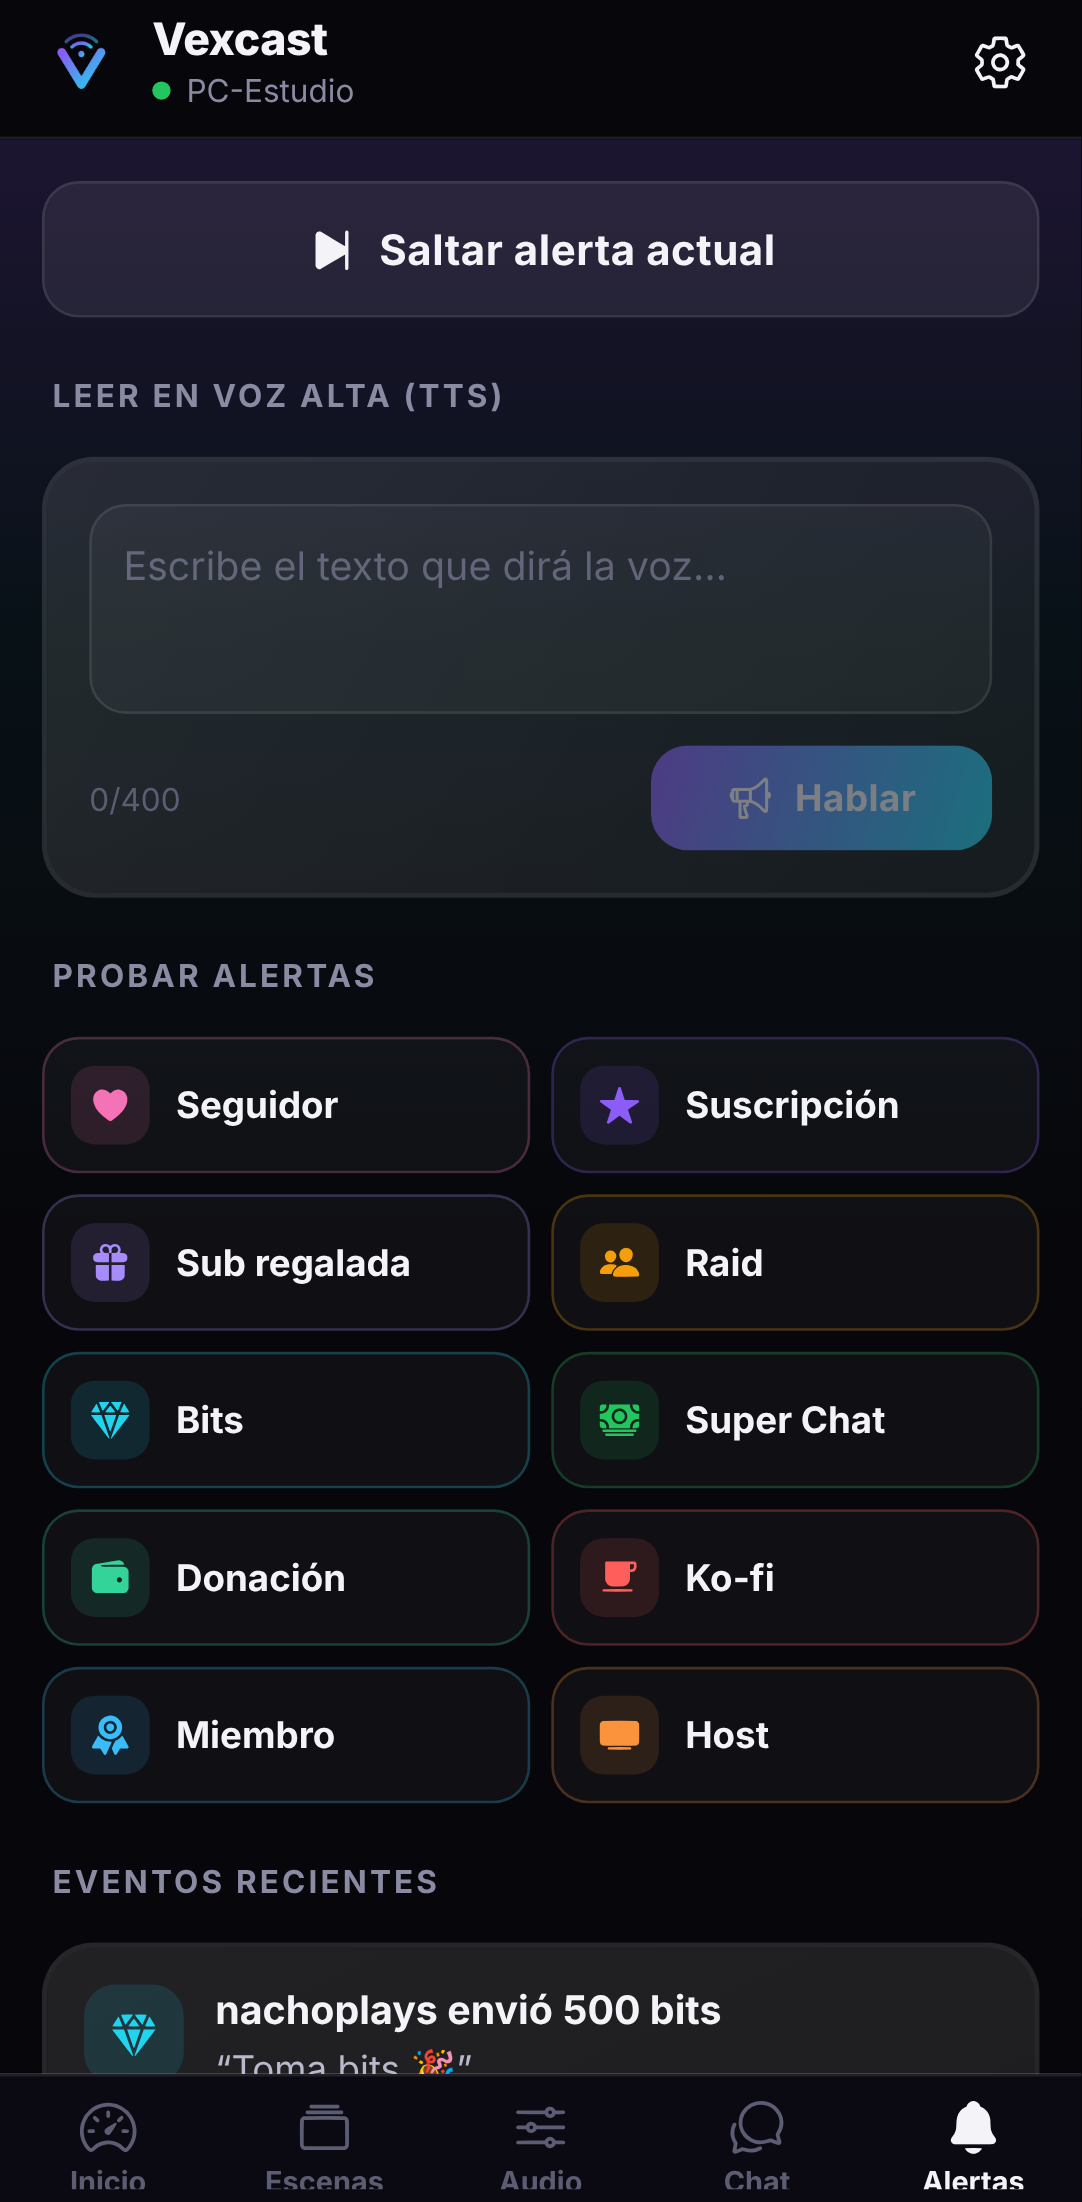 Vexcast
PC-Estudio
Saltar alerta actual
LEER EN VOZ ALTA (TTS)
Escribe el texto que dirá la voz...
0/400
Hablar
PROBAR ALERTAS
Seguidor
Suscripción
Sub regalada
Raid
Bits
Super Chat
Donación
Ko-fi
Miembro
Host
EVENTOS RECIENTES
nachoplays envió 500 bits
“Toma bits 🎉”
Inicio
Escenas
Audio
Chat
Alertas